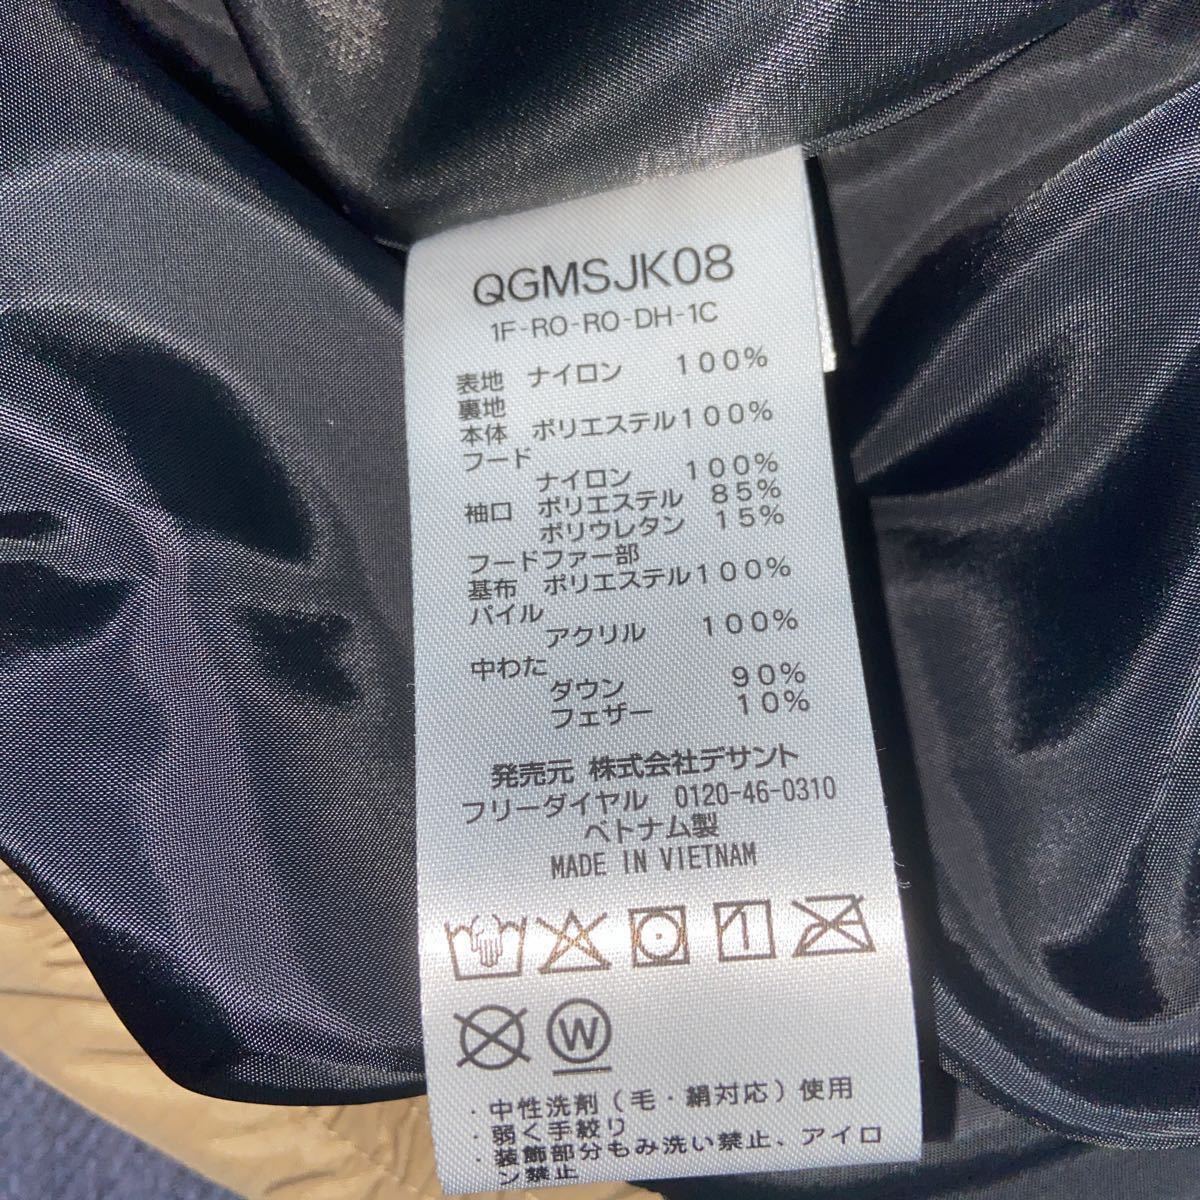 QGMSJK08
1F-RO-RO-DH-1C
表地 ナイロン 100%
裏地
本体 ポリエステル100%
フード
ナイロン 100%
袖口 ポリエステル 85%
ポリウレタン 15%
フードファー部
基布 ポリエステル100%
パイル
アクリル 100%
中わた
ダウン 90%
フェザー 10%
発売元 株式会社デサント
フリーダイヤル 0120-46-0310
ベトナム製
MADE IN VIETNAM
W
・中性洗剤(毛・絹対応)使用
・弱く手絞り
・装飾部分もみ洗い禁止、アイロ
ン禁止